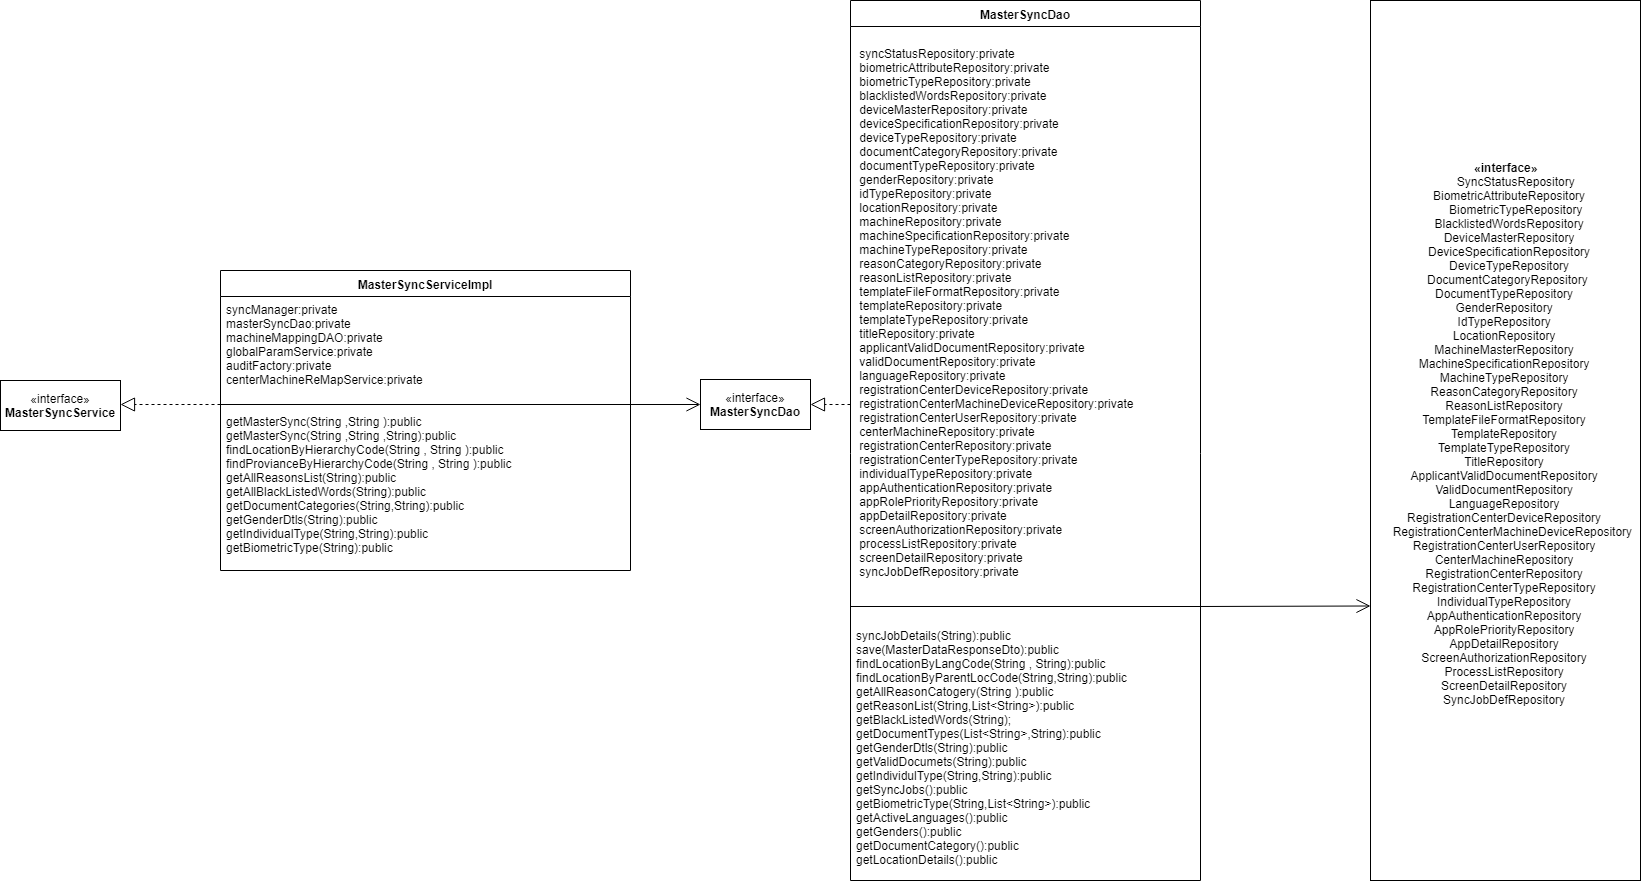 «interface»
MasterSyncService
MasterSyncServiceImpl
syncManager:private
masterSyncDao:private
machineMappingDAO:private
globalParamService:private
auditFactory:private
centerMachineReMapService:private
getMasterSync(String ,String ):public
getMasterSync(String ,String ,String):public
findLocationByHierarchyCode(String , String ):public
findProvianceByHierarchyCode(String , String ):public
getAllReasonsList(String):public
getAllBlackListedWords(String):public
getDocumentCategories(String,String):public
getGenderDtls(String):public
getIndividualType(String,String):public
getBiometricType(String):public
«interface»
MasterSyncDao
MasterSyncDao
syncStatusRepository:private
biometricAttributeRepository:private
biometricTypeRepository:private
blacklistedWordsRepository:private
deviceMasterRepository:private
deviceSpecificationRepository:private
deviceTypeRepository:private
documentCategoryRepository:private
documentTypeRepository:private
genderRepository:private
idTypeRepository:private
locationRepository:private
machineRepository:private
machineSpecificationRepository:private
machineTypeRepository:private
reasonCategoryRepository:private
reasonListRepository:private
templateFileFormatRepository:private
templateRepository:private
templateTypeRepository:private
titleRepository:private
applicantValidDocumentRepository:private
validDocumentRepository:private
languageRepository:private
registrationCenterDeviceRepository:private
registrationCenterMachineDeviceRepository:private
registrationCenterUserRepository:private
centerMachineRepository:private
registrationCenterRepository:private
registrationCenterTypeRepository:private
individualTypeRepository:private
appAuthenticationRepository:private
appRolePriorityRepository:private
appDetailRepository:private
screenAuthorizationRepository:private
processListRepository:private
screenDetailRepository:private
syncJobDefRepository:private
syncJobDetails(String):public
save(MasterDataResponseDto):public
findLocationByLangCode(String , String):public
findLocationByParentLocCode(String,String):public
getAllReasonCatogery(String ):public
getReasonList(String,List<String>):public
getBlackListedWords(String);
getDocumentTypes(List<String>,String):public
getGenderDtls(String):public
getValidDocumets(String):public
getIndividulType(String,String):public
getSyncJobs():public
getBiometricType(String,List<String>):public
getActiveLanguages():public
getGenders():public
getDocumentCategory():public
getLocationDetails():public
«interface»
SyncStatusRepository
BiometricAttributeRepository
BiometricTypeRepository
BlacklistedWordsRepository
DeviceMasterRepository
DeviceSpecificationRepository
DeviceTypeRepository
DocumentCategoryRepository
DocumentTypeRepository
GenderRepository
IdTypeRepository
LocationRepository
MachineMasterRepository
MachineSpecificationRepository
MachineTypeRepository
ReasonCategoryRepository
ReasonListRepository
TemplateFileFormatRepository
TemplateRepository
TemplateTypeRepository
TitleRepository
ApplicantValidDocumentRepository
ValidDocumentRepository
LanguageRepository
RegistrationCenterDeviceRepository
RegistrationCenterMachineDeviceRepository
RegistrationCenterUserRepository
CenterMachineRepository
RegistrationCenterRepository
RegistrationCenterTypeRepository
IndividualTypeRepository
AppAuthenticationRepository
AppRolePriorityRepository
AppDetailRepository
ScreenAuthorizationRepository
ProcessListRepository
ScreenDetailRepository
SyncJobDefRepository